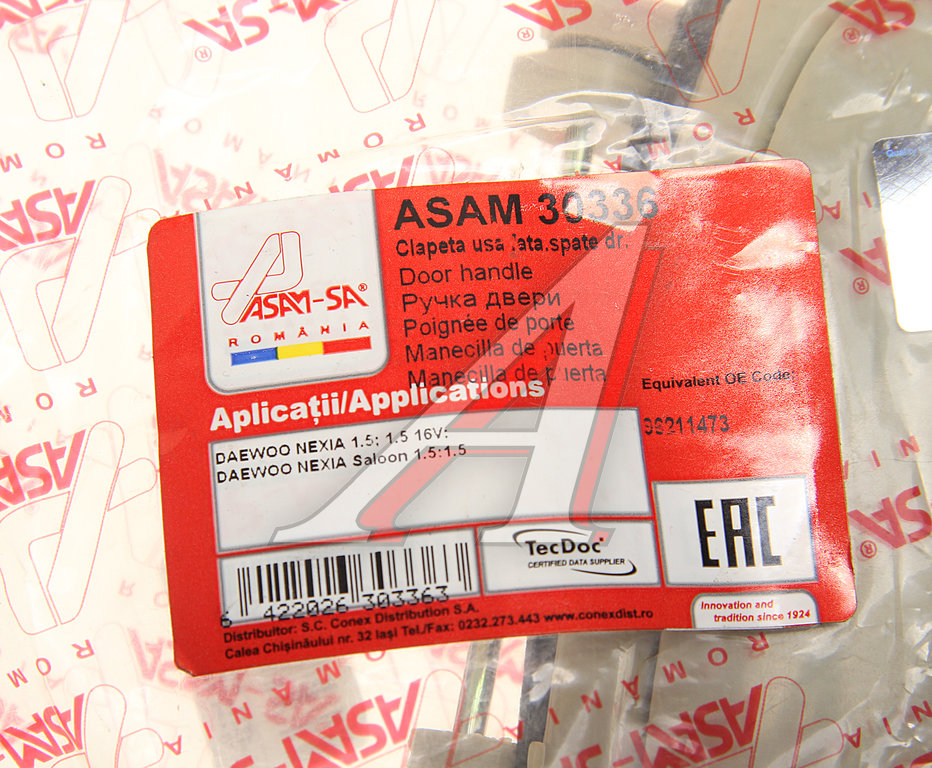 ASAM 30336
Clapeta usa lata.spate dr.
Door handle
Ручка двери
Poignée de porte
Manecilla de puerta
Manecilla de puerta
ASAM-SA®
ROMÂNIA
Equivalent OE Code:
96211473
Aplicații/Applications
DAEWOO NEXIA 1.5; 1.5 16V;
DAEWOO NEXIA Saloon 1.5;1.5
TecDoc
CERTIFIED DATA SUPPLIER
EAC
6 422026 303363
Distribuitor: S.C. Conex Distribution S.A.
Calea Chișinăului nr. 32 Iași Tel./Fax: 0232.273.443 www.conexdist.ro
Innovation and
tradition since 1924